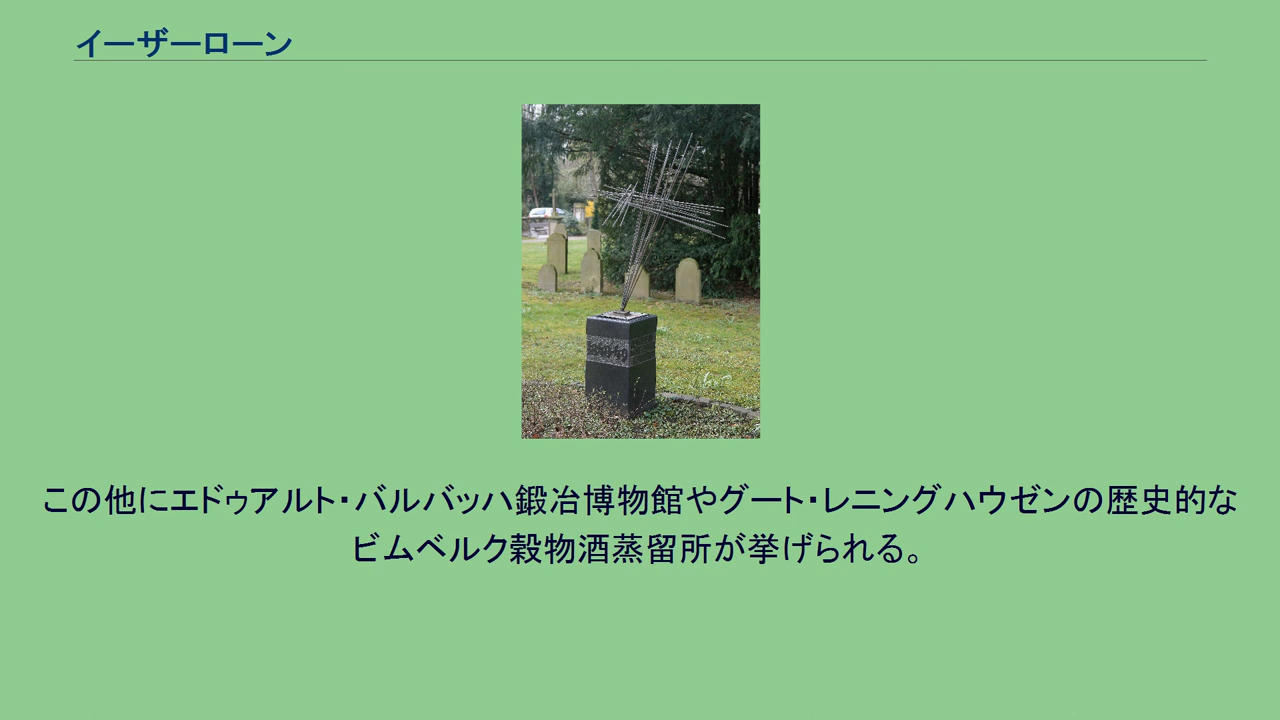 イーザーローン
この他にエドゥアルト・バルバッハ鍛冶博物館やグート・レニングハウゼンの歴史的な
ビムベルク穀物酒蒸留所が挙げられる。